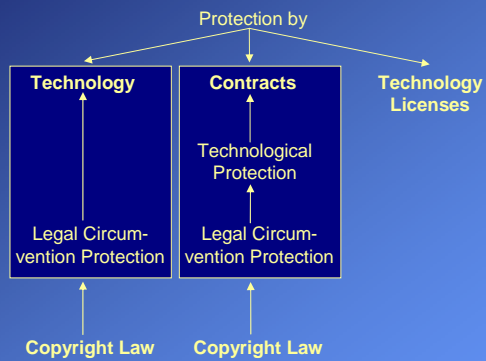 Protection by
Technology
Contracts
Technology
Licenses
Technological
Protection
Legal Circum-
vention Protection
Legal Circum-
vention Protection
Copyright Law
Copyright Law